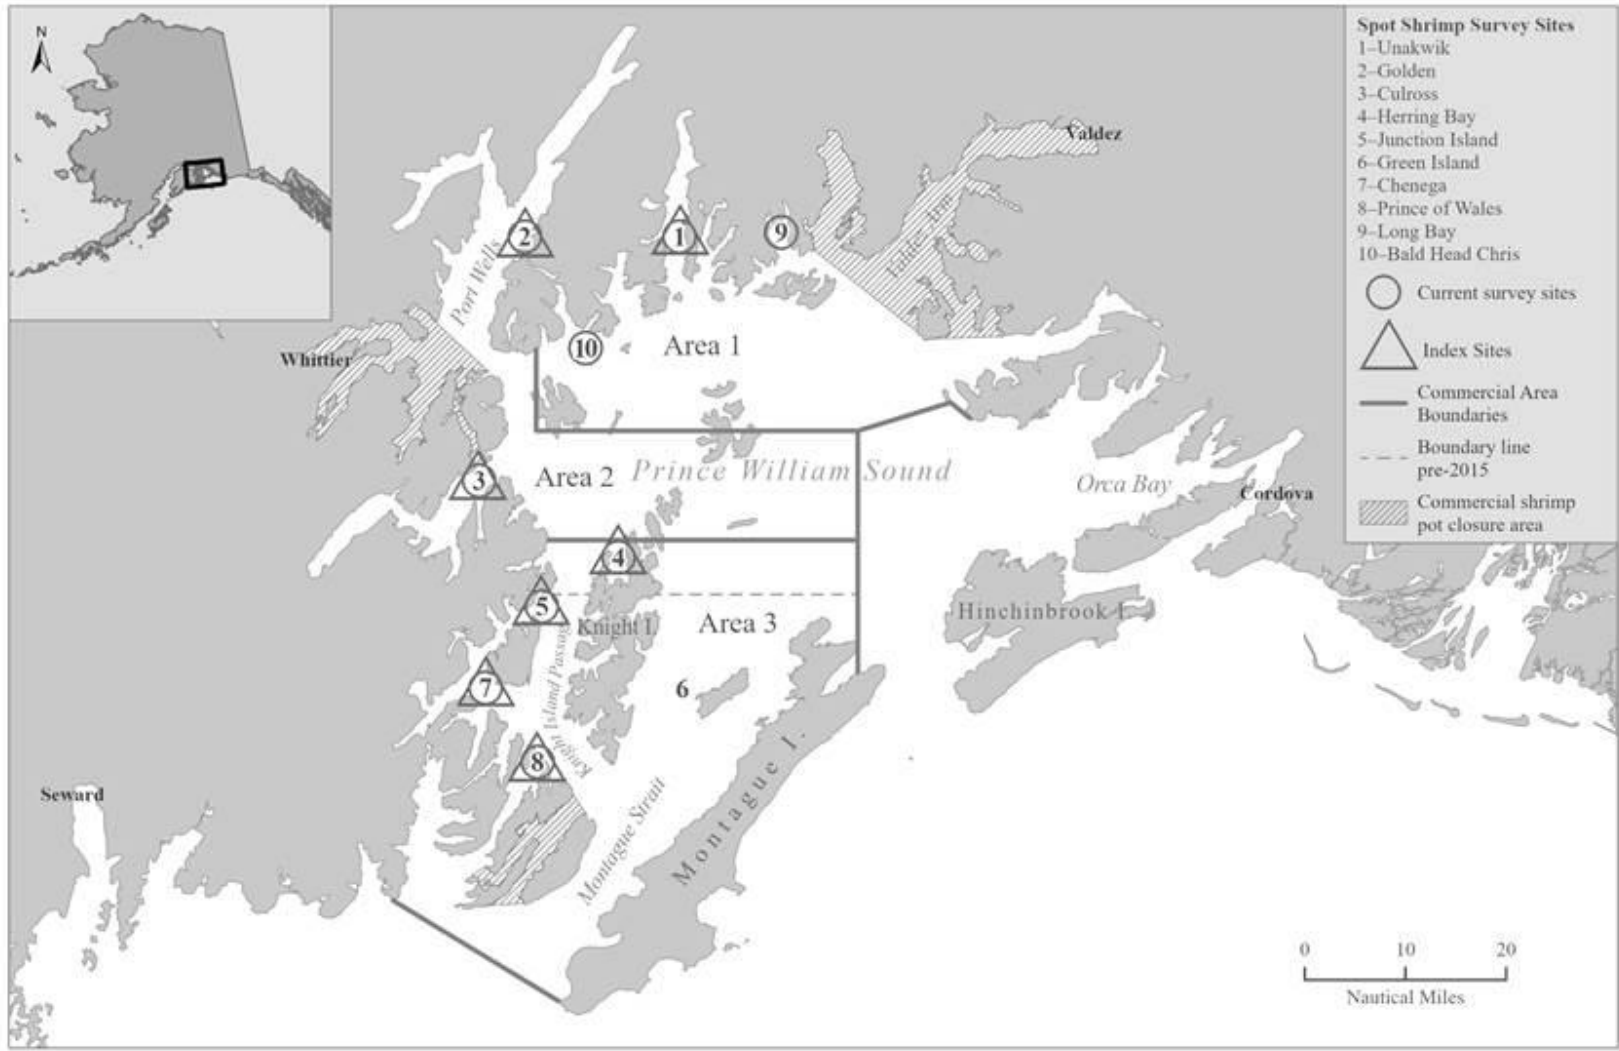 N
Spot Shrimp Survey Sites
1–Unakwik
2–Golden
3–Culross
4–Herring Bay
5–Junction Island
6–Green Island
7–Chenega
8–Prince of Wales
9–Long Bay
10–Bald Head Chris
Current survey sites
Index Sites
Commercial Area
Boundaries
Boundary line
pre-2015
Commercial shrimp
pot closure area
Valdez
Valdez Arm
2
1
9
Port Wells
Whittier
10
Area 1
3
Area 2
Prince William Sound
Orca Bay
Cordova
4
5
Knight I.
Area 3
Hinchinbrook I.
7
6
Knight Island Passag
8
Seward
Montague Strait
Montague I.
0 10 20
Nautical Miles